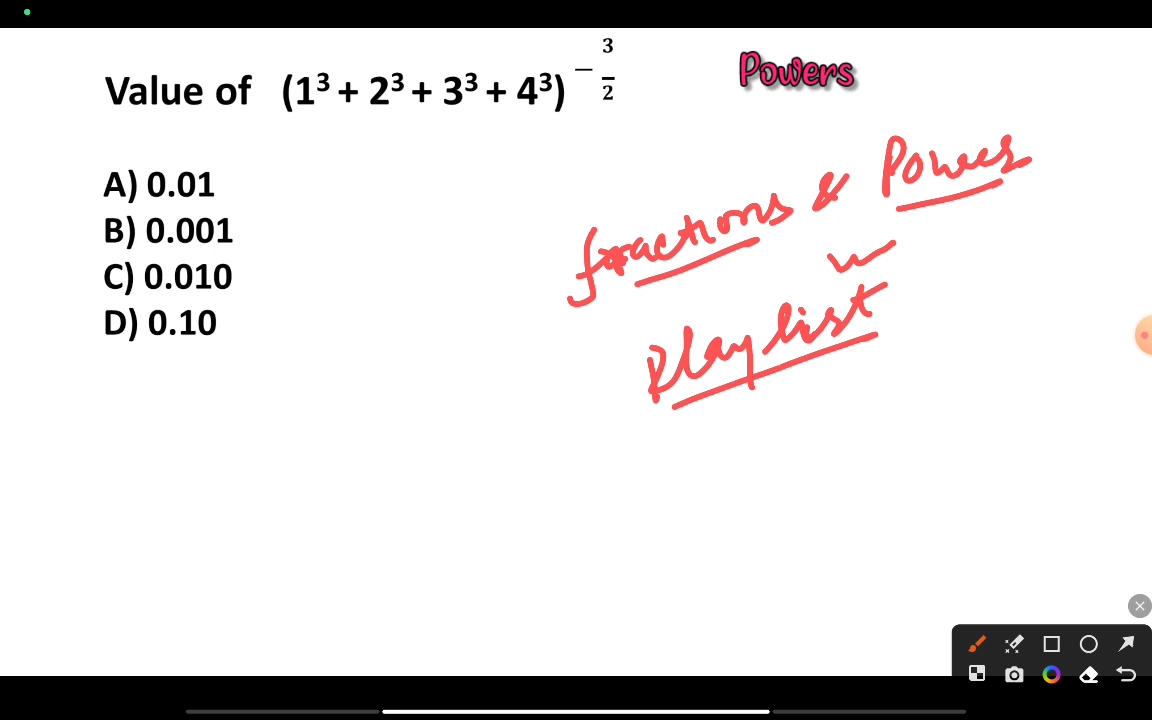 Value of (1³ + 2³ + 3³ + 4³)^(−3/2)
Powers
A) 0.01
B) 0.001
C) 0.010
D) 0.10
fractions & Powers
Playlist